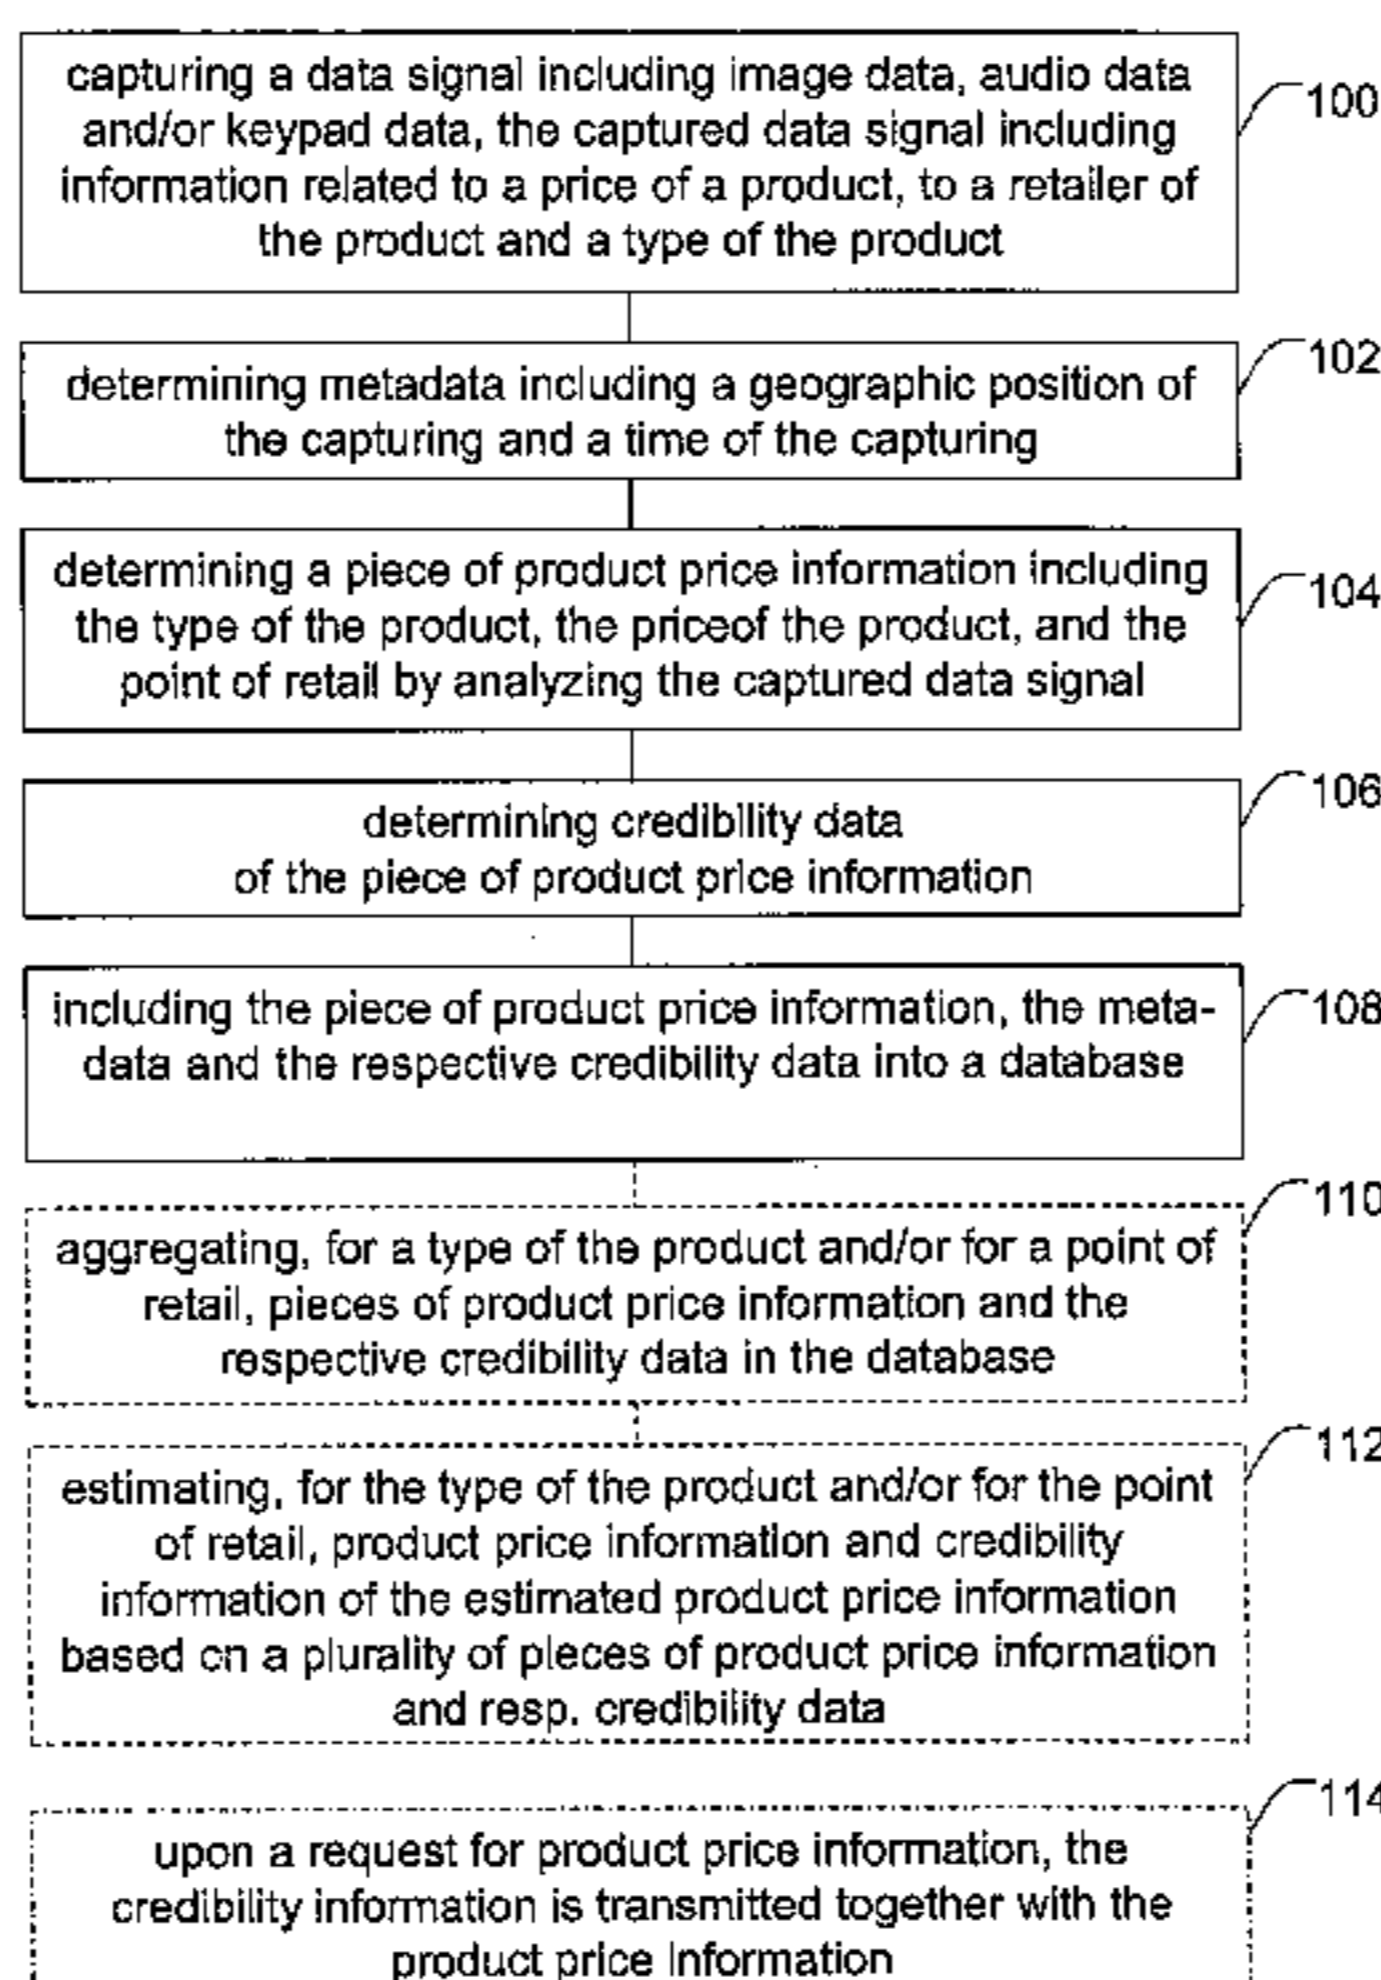 capturing a data signal including image data, audio data
and/or keypad data, the captured data signal including
information related to a price of a product, to a retailer of
the product and a type of the product
100
determining metadata including a geographic position of
the capturing and a time of the capturing
102
determining a piece of product price information including
the type of the product, the priceof the product, and the
point of retail by analyzing the captured data signal
104
determining credibility data
of the piece of product price information
106
including the piece of product price information, the meta-
data and the respective credibility data into a database
108
aggregating, for a type of the product and/or for a point of
retail, pieces of product price information and the
respective credibility data in the database
110
estimating, for the type of the product and/or for the point
of retail, product price information and credibility
information of the estimated product price information
based on a plurality of pieces of product price information
and resp. credibility data
112
upon a request for product price information, the
credibility information is transmitted together with the
product price information
114